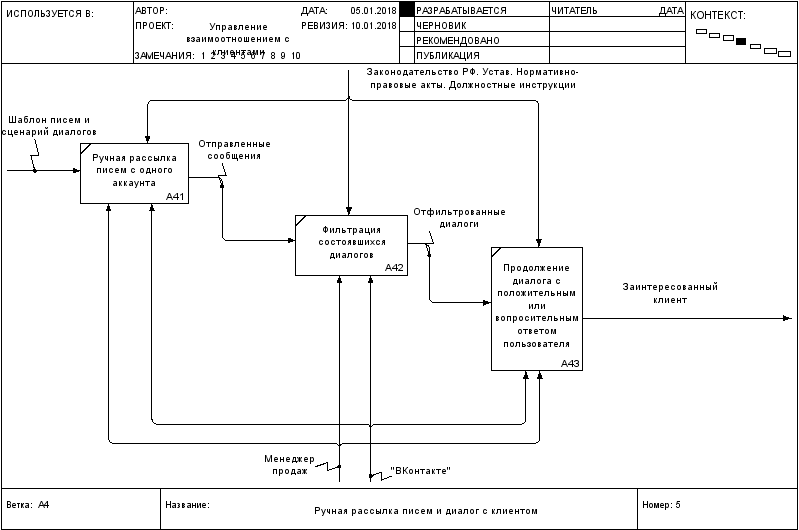 ИСПОЛЬЗУЕТСЯ В:
АВТОР:
ДАТА: 05.01.2018
ПРОЕКТ: Управление
взаимоотношением с
клиентами
РЕВИЗИЯ: 10.01.2018
ЗАМЕЧАНИЯ: 1 2 3 4 5 6 7 8 9 10
РАЗРАБАТЫВАЕТСЯ
ЧЕРНОВИК
РЕКОМЕНДОВАНО
ПУБЛИКАЦИЯ
ЧИТАТЕЛЬ
ДАТА
КОНТЕКСТ:
Законодательство РФ. Устав. Нормативно-
правовые акты. Должностные инструкции
Шаблон писем и
сценарий диалогов
Ручная рассылка
писем с одного
аккаунта
A41
Отправленные
сообщения
Фильтрация
состоявшихся
диалогов
A42
Отфильтрованные
диалоги
Продолжение
диалога с
положительным
или
вопросительным
ответом
пользователя
A43
Заинтересованный
клиент
Менеджер
продаж
"ВКонтакте"
Ветка: A4
Название:
Ручная рассылка писем и диалог с клиентом
Номер: 5